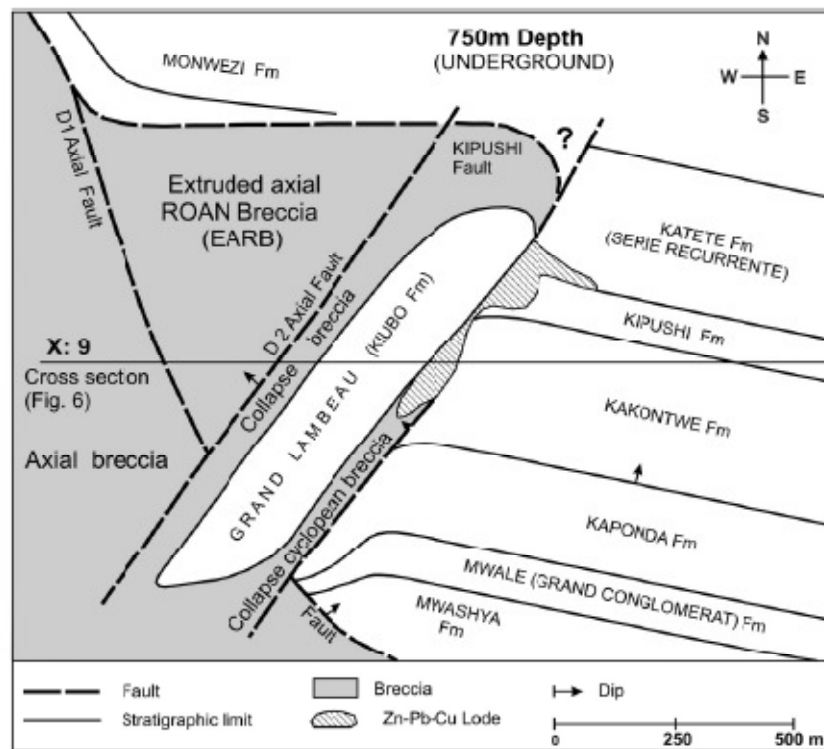 750m Depth
(UNDERGROUND)
N
W E
S
MONWEZI Fm
D1 Axial Fault
Extruded axial
ROAN Breccia
(EARB)
KIPUSHI
Fault
?
KATETE Fm
(SERIE RECURRENTE)
KIPUSHI Fm
D2 Axial Fault
Collapse breccia
GRAND LAMBEAU (KIUBO Fm)
X: 9
Cross secton
(Fig. 6)
KAKONTWE Fm
Axial breccia
Collapse cyclopean breccia
KAPONDA Fm
MWALE (GRAND CONGLOMERAT) Fm
MWASHYA
Fm
Fault
Fault
Breccia
Dip
Stratigraphic limit
Zn-Pb-Cu Lode
0 250 500 m